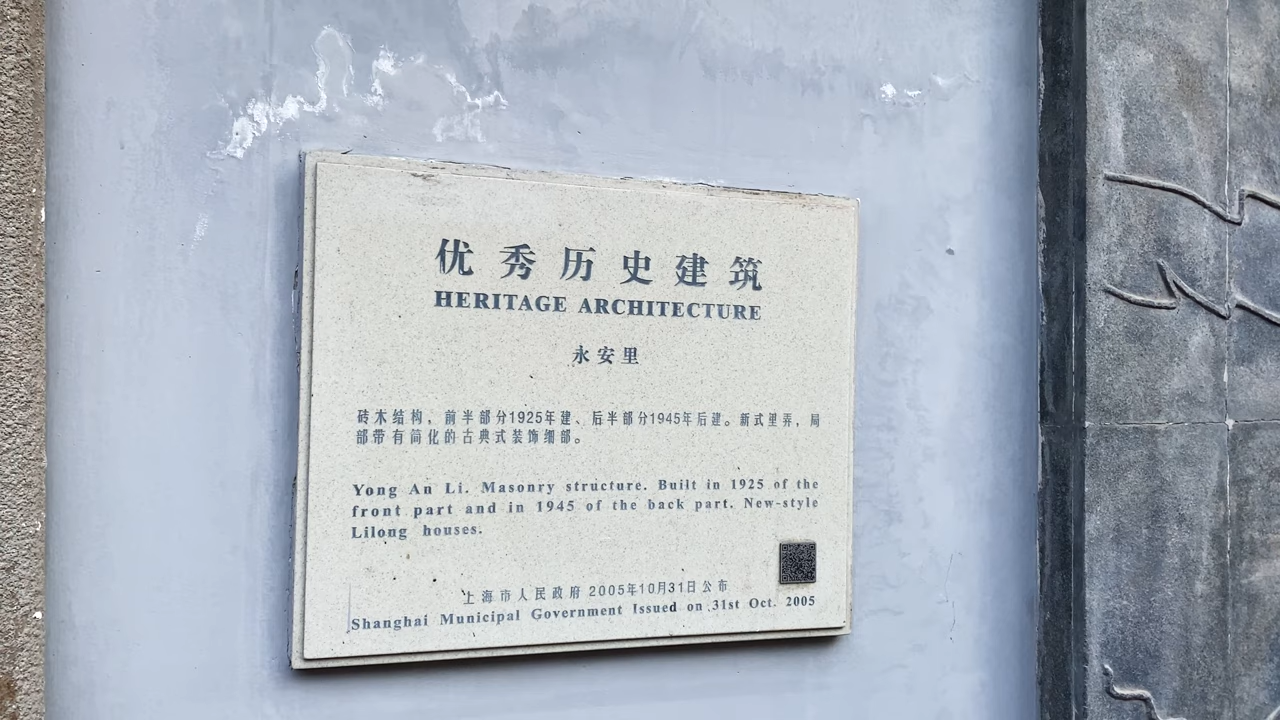 优秀历史建筑
HERITAGE ARCHITECTURE
永安里
砖木结构，前半部分1925年建、后半部分1945年后建。新式里弄，局
部带有简化的古典式装饰细部。
Yong An Li. Masonry structure. Built in 1925 of the
front part and in 1945 of the back part. New-style
Lilong houses.
上海市人民政府 2005年10月31日公布
Shanghai Municipal Government Issued on 31st Oct. 2005